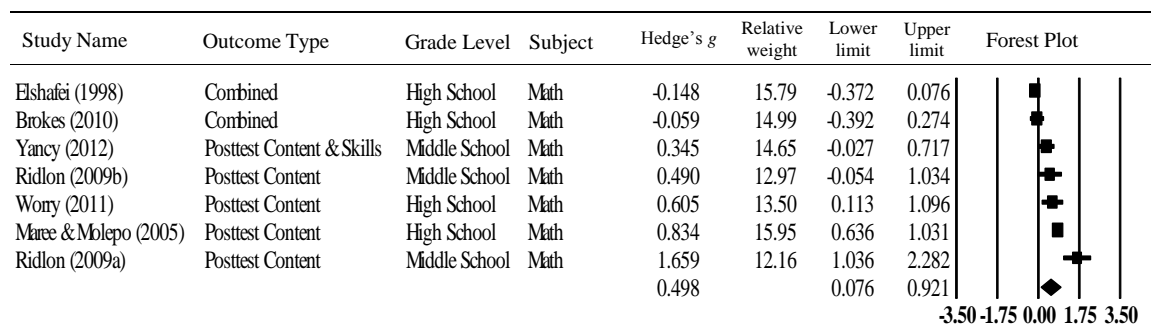 Study Name Outcome Type Grade Level Subject Hedge's g Relative weight Lower limit Upper limit Forest Plot
Elshafei (1998) Combined High School Math -0.148 15.79 -0.372 0.076
Brokes (2010) Combined High School Math -0.059 14.99 -0.392 0.274
Yancy (2012) Posttest Content & Skills Middle School Math 0.345 14.65 -0.027 0.717
Ridlon (2009b) Posttest Content Middle School Math 0.490 12.97 -0.054 1.034
Worry (2011) Posttest Content High School Math 0.605 13.50 0.113 1.096
Maree & Molepo (2005) Posttest Content High School Math 0.834 15.95 0.636 1.031
Ridlon (2009a) Posttest Content Middle School Math 1.659 12.16 1.036 2.282
0.498 0.076 0.921
-3.50 -1.75 0.00 1.75 3.50